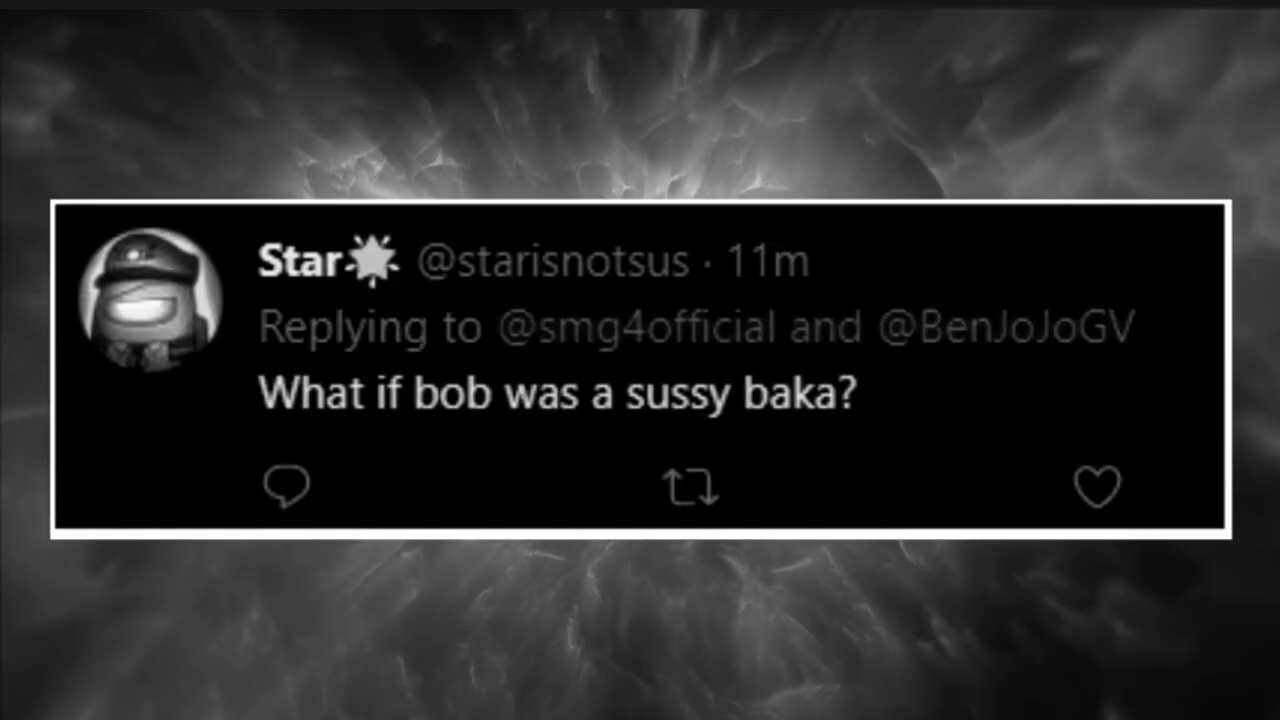 Star🌟 @starisnotsus · 11m
Replying to @smg4official and @BenJoJoGV
What if bob was a sussy baka?